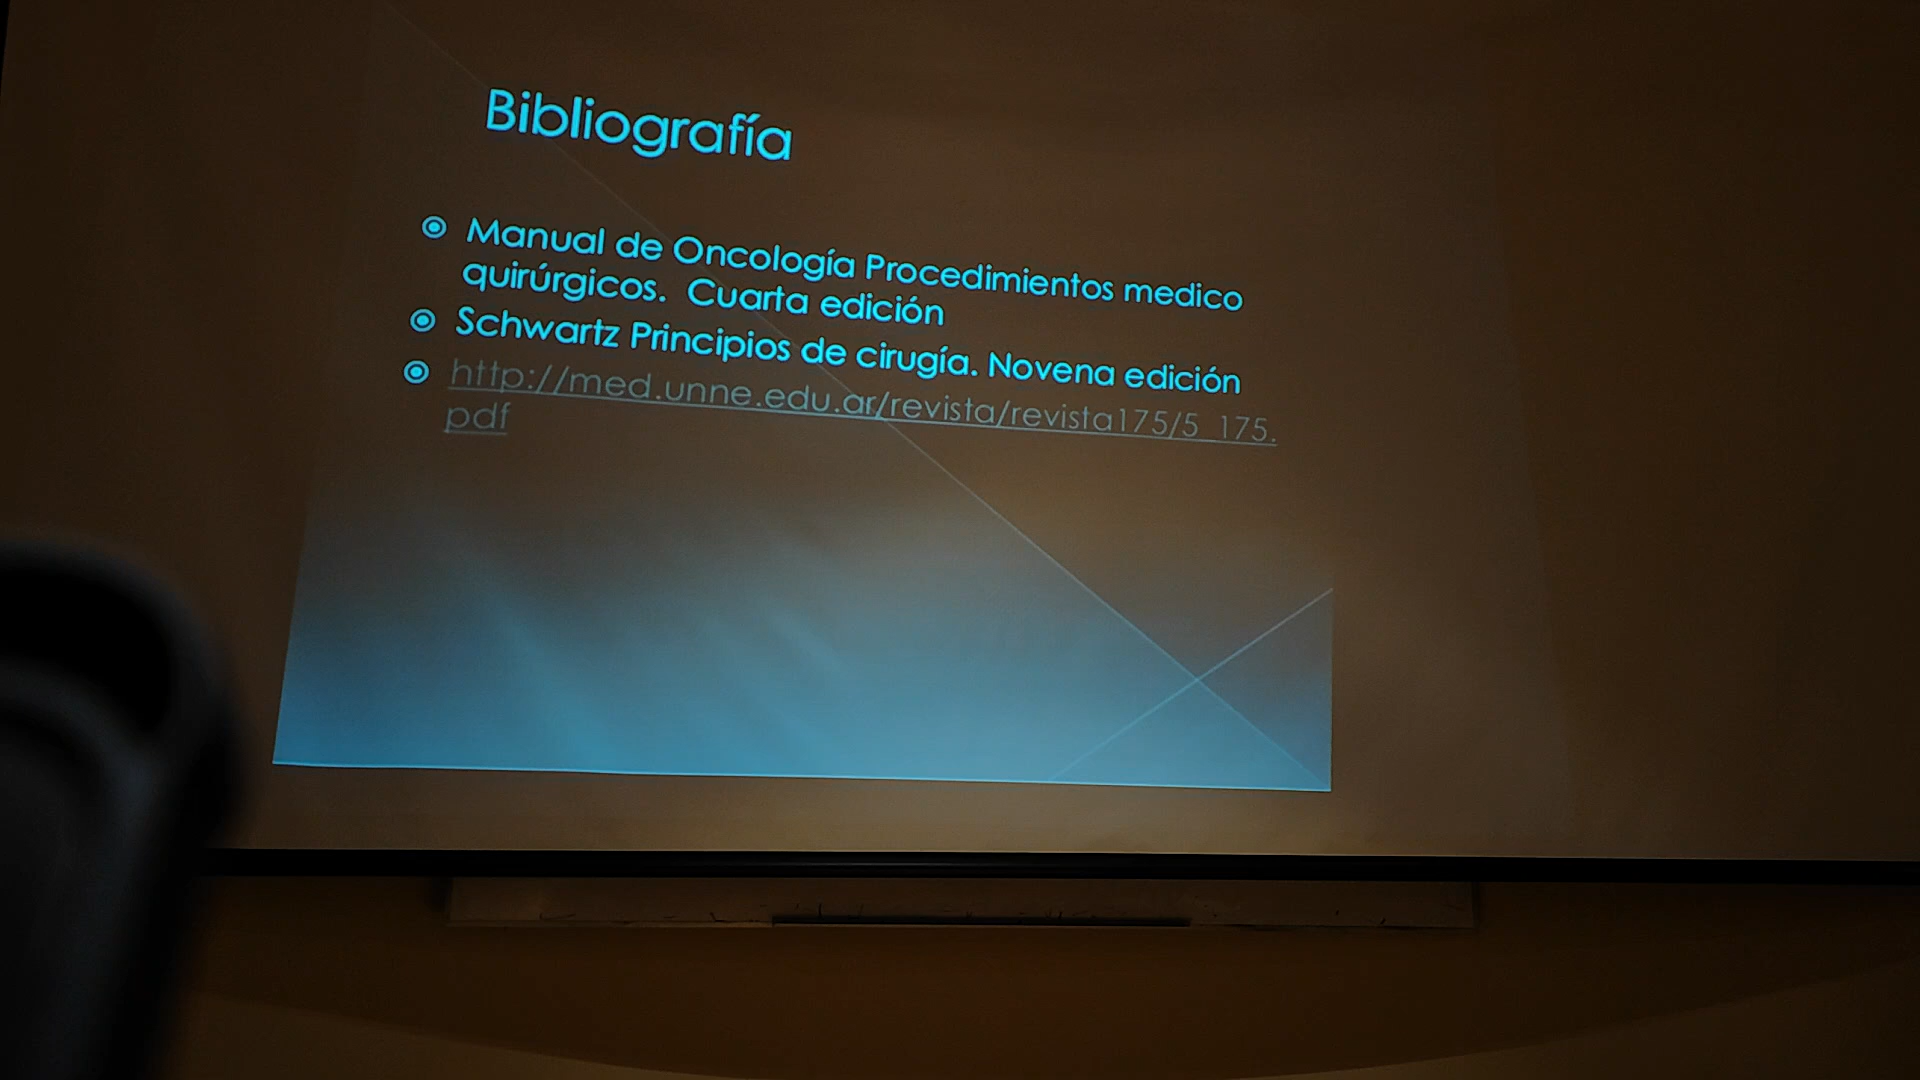 Bibliografía
Manual de Oncología Procedimientos medico
quirúrgicos. Cuarta edición
Schwartz Principios de cirugía. Novena edición
http://med.unne.edu.ar/revista/revista175/5_175.
pdf